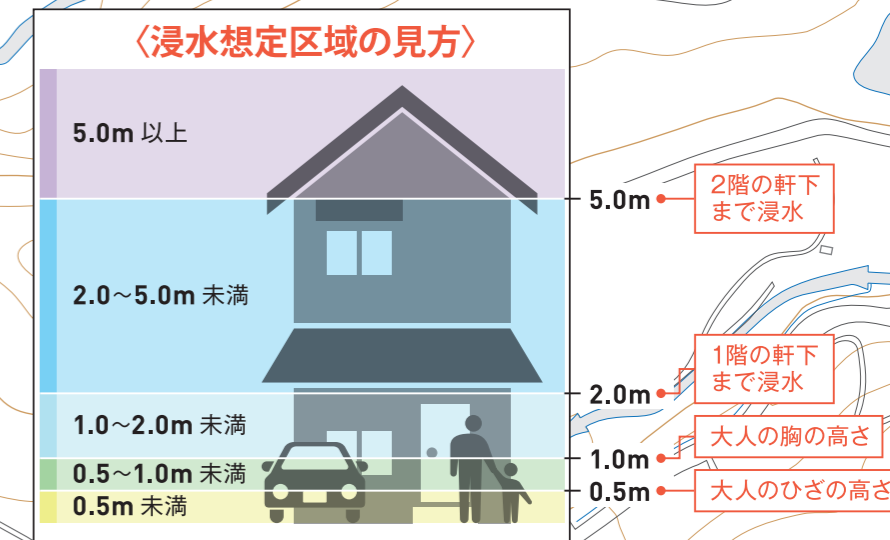 〈浸水想定区域の見方〉
5.0m 以上
2.0～5.0m 未満
1.0～2.0m 未満
0.5～1.0m 未満
0.5m 未満
5.0m
2階の軒下
まで浸水
2.0m
1階の軒下
まで浸水
1.0m
大人の胸の高さ
0.5m
大人のひざの高さ